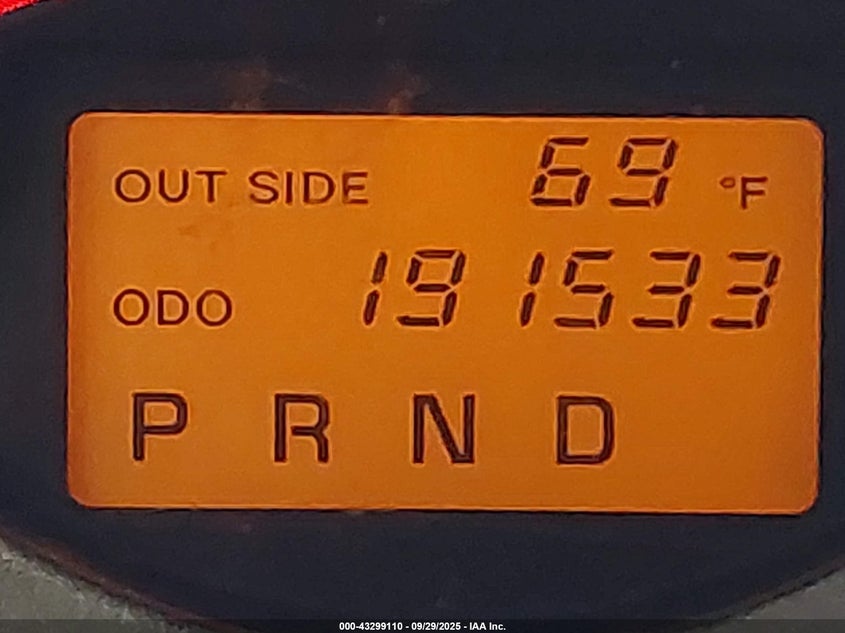 OUT SIDE 69 °F
ODO 191533
P R N D
000-43299110 - 09/29/2025 - IAA Inc.